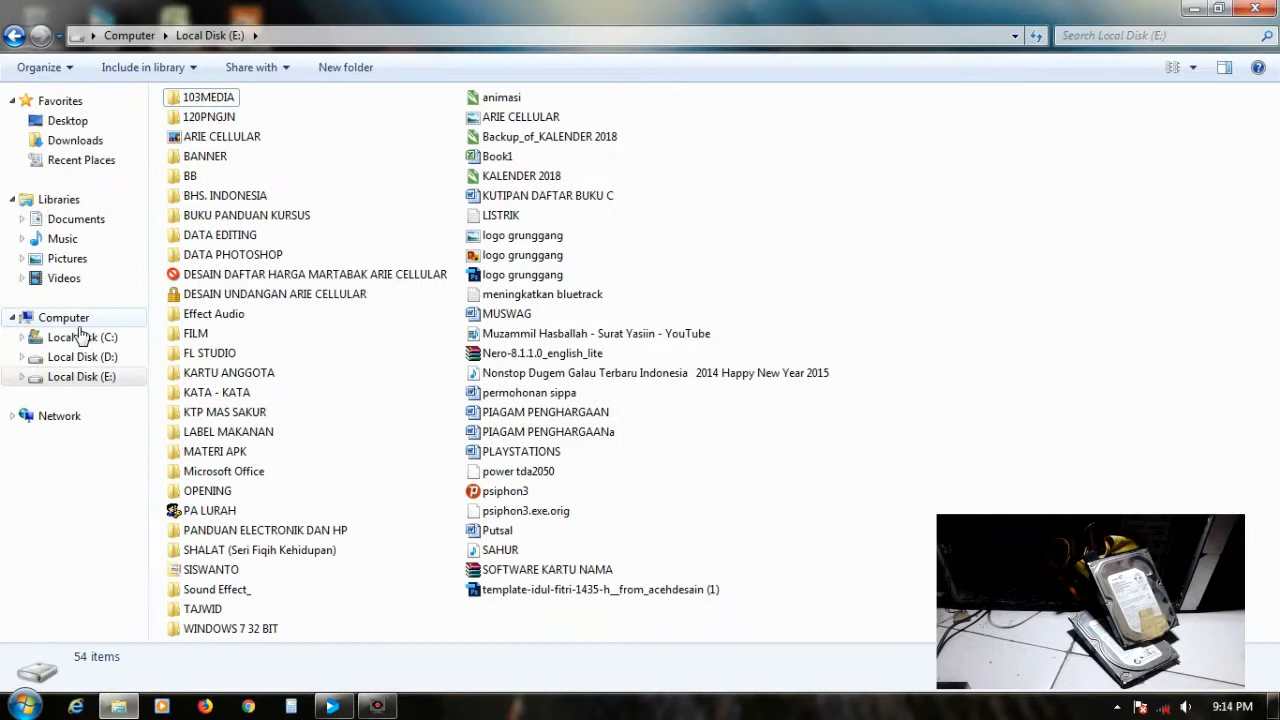 Computer
Local Disk (E:)
Search Local Disk (E:)
Organize
Include in library
Share with
New folder
Favorites
Desktop
Downloads
Recent Places
Libraries
Documents
Music
Pictures
Videos
Computer
Local Disk (C:)
Local Disk (D:)
Local Disk (E:)
Network
103MEDIA
120PNGJN
ARIE CELLULAR
BANNER
BB
BHS. INDONESIA
BUKU PANDUAN KURSUS
DATA EDITING
DATA PHOTOSHOP
DESAIN DAFTAR HARGA MARTABAK ARIE CELLULAR
DESAIN UNDANGAN ARIE CELLULAR
Effect Audio
FILM
FL STUDIO
KARTU ANGGOTA
KATA - KATA
KTP MAS SAKUR
LABEL MAKANAN
MATERI APK
Microsoft Office
OPENING
PA LURAH
PANDUAN ELECTRONIK DAN HP
SHALAT (Seri Fiqih Kehidupan)
SISWANTO
Sound Effect_
TAJWID
WINDOWS 7 32 BIT
animasi
ARIE CELLULAR
Backup_of_KALENDER 2018
Book1
KALENDER 2018
KUTIPAN DAFTAR BUKU C
LISTRIK
logo grunggang
logo grunggang
logo grunggang
meningkatkan bluetrack
MUSWAG
Muzammil Hasballah - Surat Yasiin - YouTube
Nero-8.1.1.0_english_lite
Nonstop Dugem Galau Terbaru Indonesia   2014 Happy New Year 2015
permohonan sippa
PIAGAM PENGHARGAAN
PIAGAM PENGHARGAANa
PLAYSTATIONS
power tda2050
psiphon3
psiphon3.exe.orig
Putsal
SAHUR
SOFTWARE KARTU NAMA
template-idul-fitri-1435-h__from_acehdesain (1)
54 items
9:14 PM